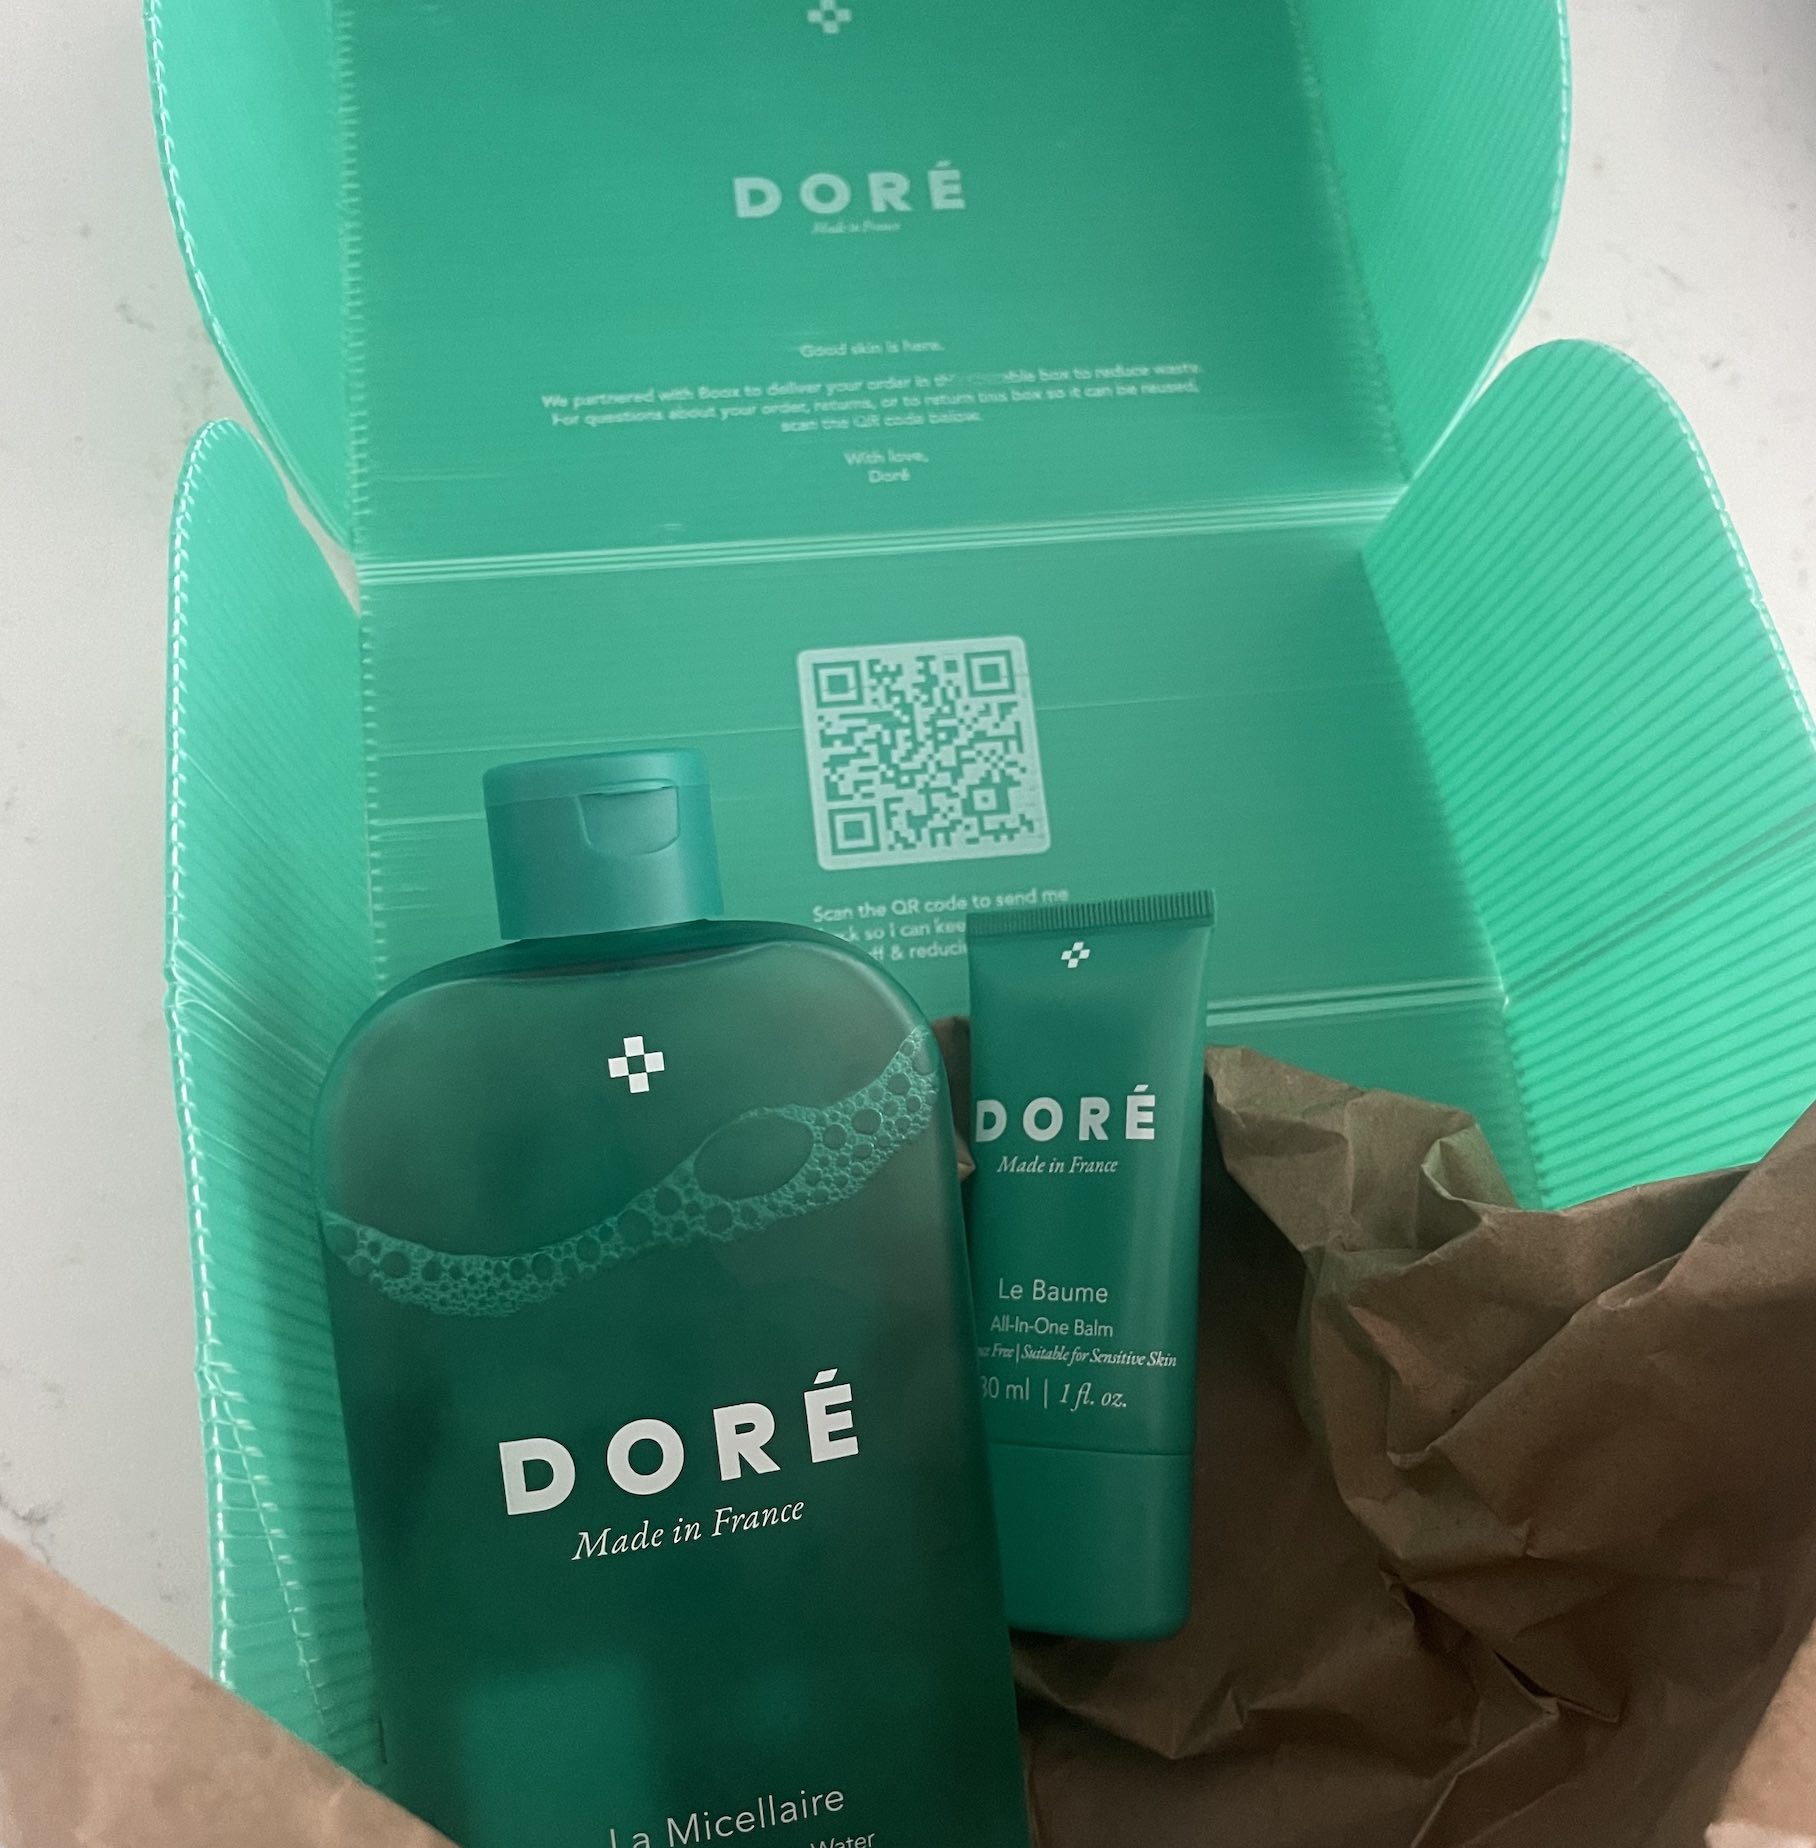 DORÉ
Made in France
Good skin is here.
We partnered with Boox to deliver your order in box to reduce waste.
For questions about your order, returns, or to return this box so it can be reused,
scan the QR code below.
With love,
Doré
Scan the QR code to send me
so I can
& 
DORÉ
Made in France
Le Baume
All-In-One Balm
Free | Suitable for Sensitive Skin
30 ml | 1 fl. oz.
DORÉ
Made in France
La Micellaire
Water